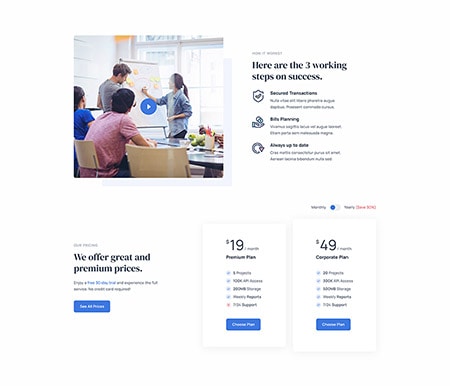 HOW IT WORKS?
Here are the 3 working
steps on success.
Secured Transactions
Nulla vitae elit libero pharetra augue
dapibus. Praesent commodo cursus.
Bills Planning
Vivamus sagittis lacus vel augue laoreet.
Etiam porta sem malesuada magna.
Always up to date
Cras mattis consectetur purus sit amet.
Aenean lacinia bibendum nulla sed.
Monthly
Yearly (Save 30%)
OUR PRICING
We offer great and
premium prices.
Enjoy a free 30-day trial and experience the full
service. No credit card required!
See All Prices
$19 / month
Premium Plan
5 Projects
100K API Access
200MB Storage
Weekly Reports
7/24 Support
Choose Plan
$49 / month
Corporate Plan
20 Projects
300K API Access
500MB Storage
Weekly Reports
7/24 Support
Choose Plan